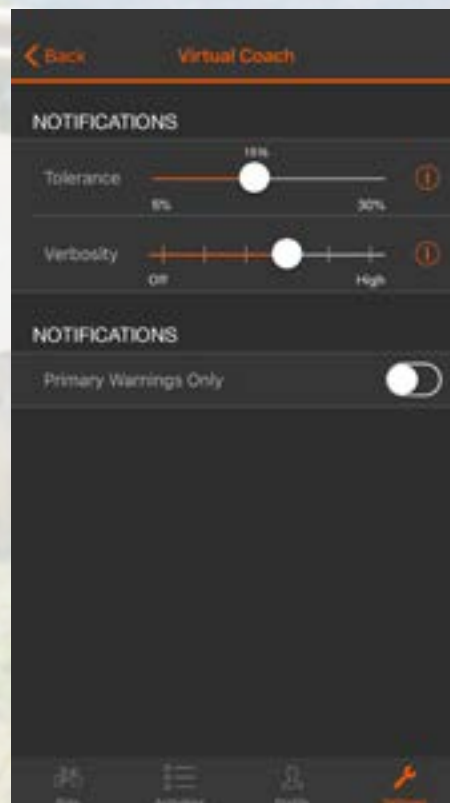 Back
Virtual Coach
NOTIFICATIONS
15%
Tolerance
5%
30%
Verbosity
Off
High
NOTIFICATIONS
Primary Warnings Only